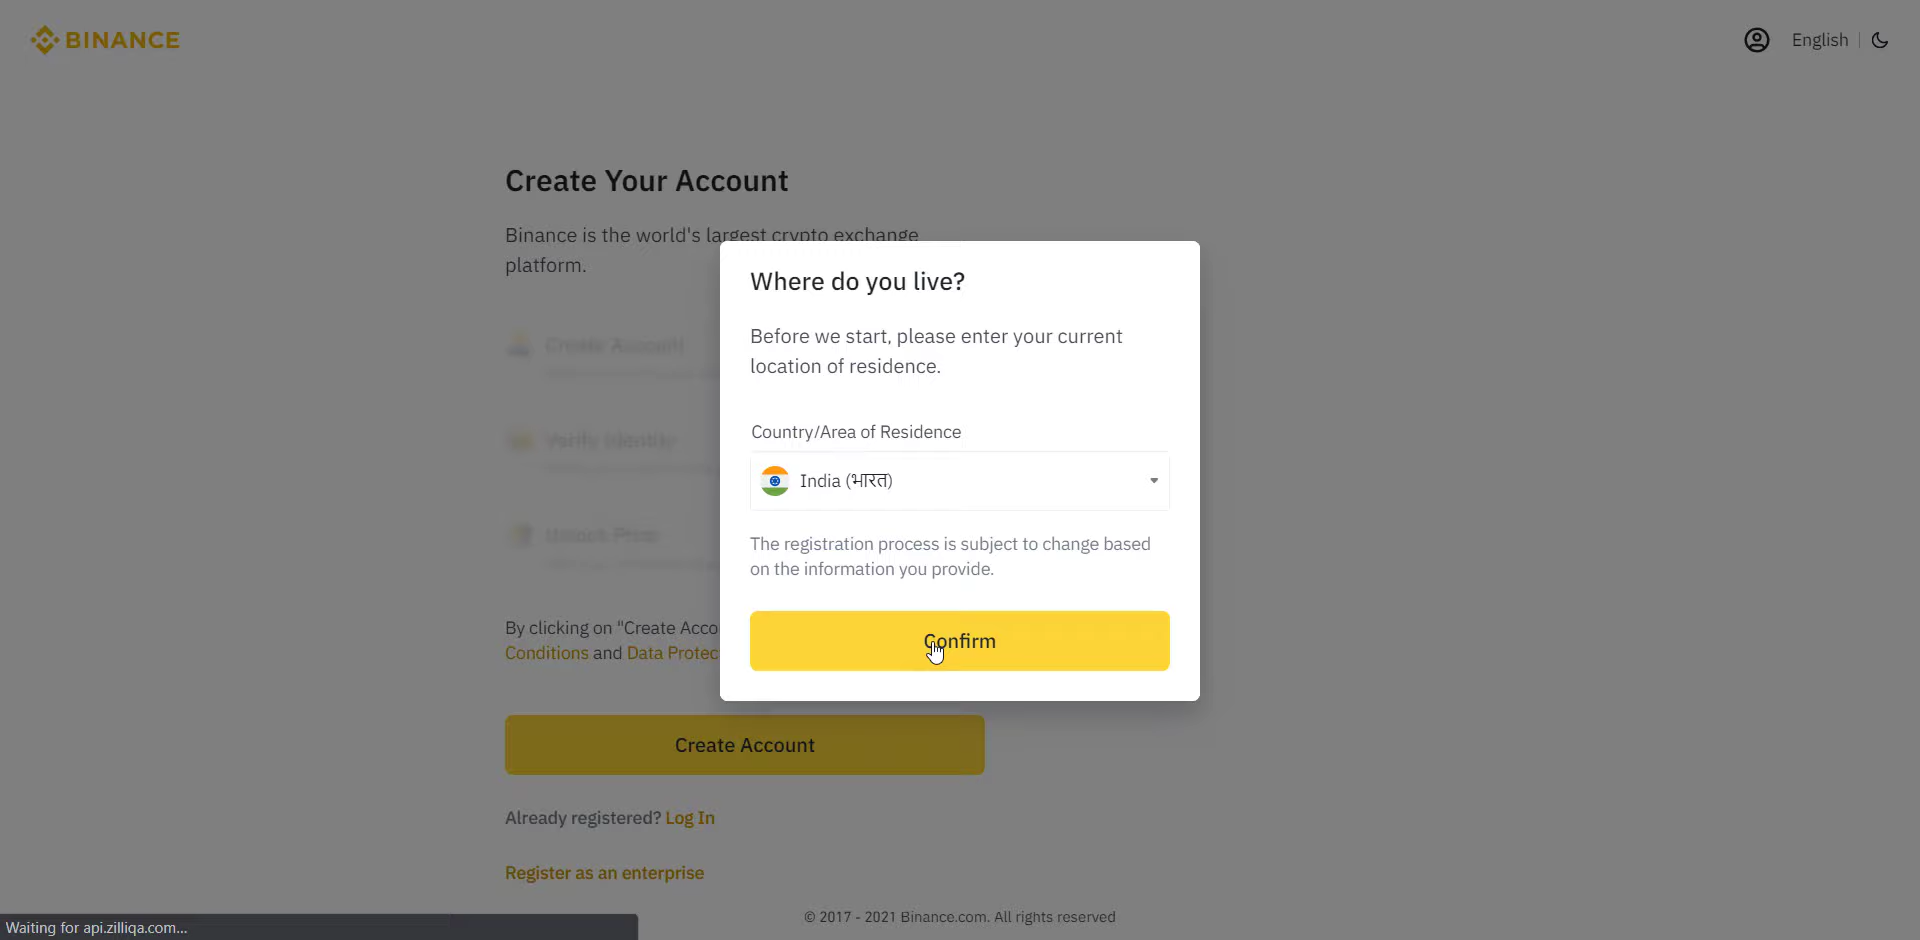 BINANCE
English
Create Your Account
Binance is the world's largest crypto exchange
platform.
Where do you live?
Before we start, please enter your current
location of residence.
Country/Area of Residence
India (भारत)
The registration process is subject to change based
on the information you provide.
Confirm
Create Account
Verify Identity
By clicking on "Create Acco
Conditions and Data Protec
Create Account
Already registered? Log In
Register as an enterprise
© 2017 - 2021 Binance.com. All rights reserved
Waiting for api.zilliqa.com...